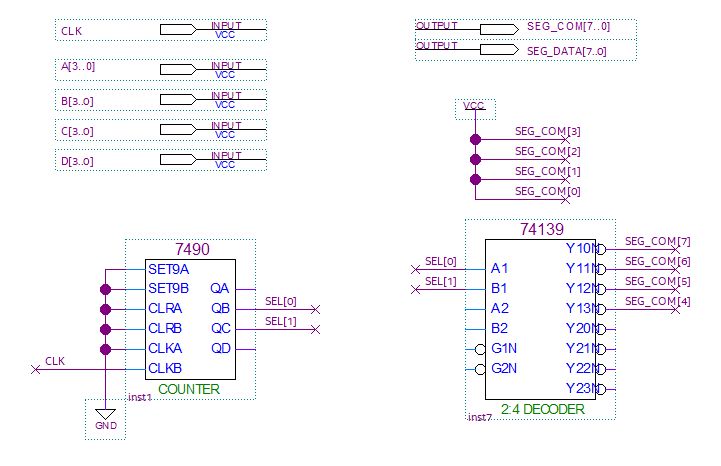 CLK INPUT VCC
A[3..0] INPUT VCC
B[3..0] INPUT VCC
C[3..0] INPUT VCC
D[3..0] INPUT VCC
OUTPUT SEG_COM[7..0]
OUTPUT SEG_DATA[7..0]
VCC
SEG_COM[3]
SEG_COM[2]
SEG_COM[1]
SEG_COM[0]
7490
SET9A
SET9B QA
CLRA QB SEL[0]
CLRB QC SEL[1]
CLKA QD
CLK CLKB
inst1 COUNTER
GND
74139
Y10N SEG_COM[7]
SEL[0] A1 Y11N SEG_COM[6]
SEL[1] B1 Y12N SEG_COM[5]
A2 Y13N SEG_COM[4]
B2 Y20N
G1N Y21N
G2N Y22N
Y23N
inst7 2:4 DECODER